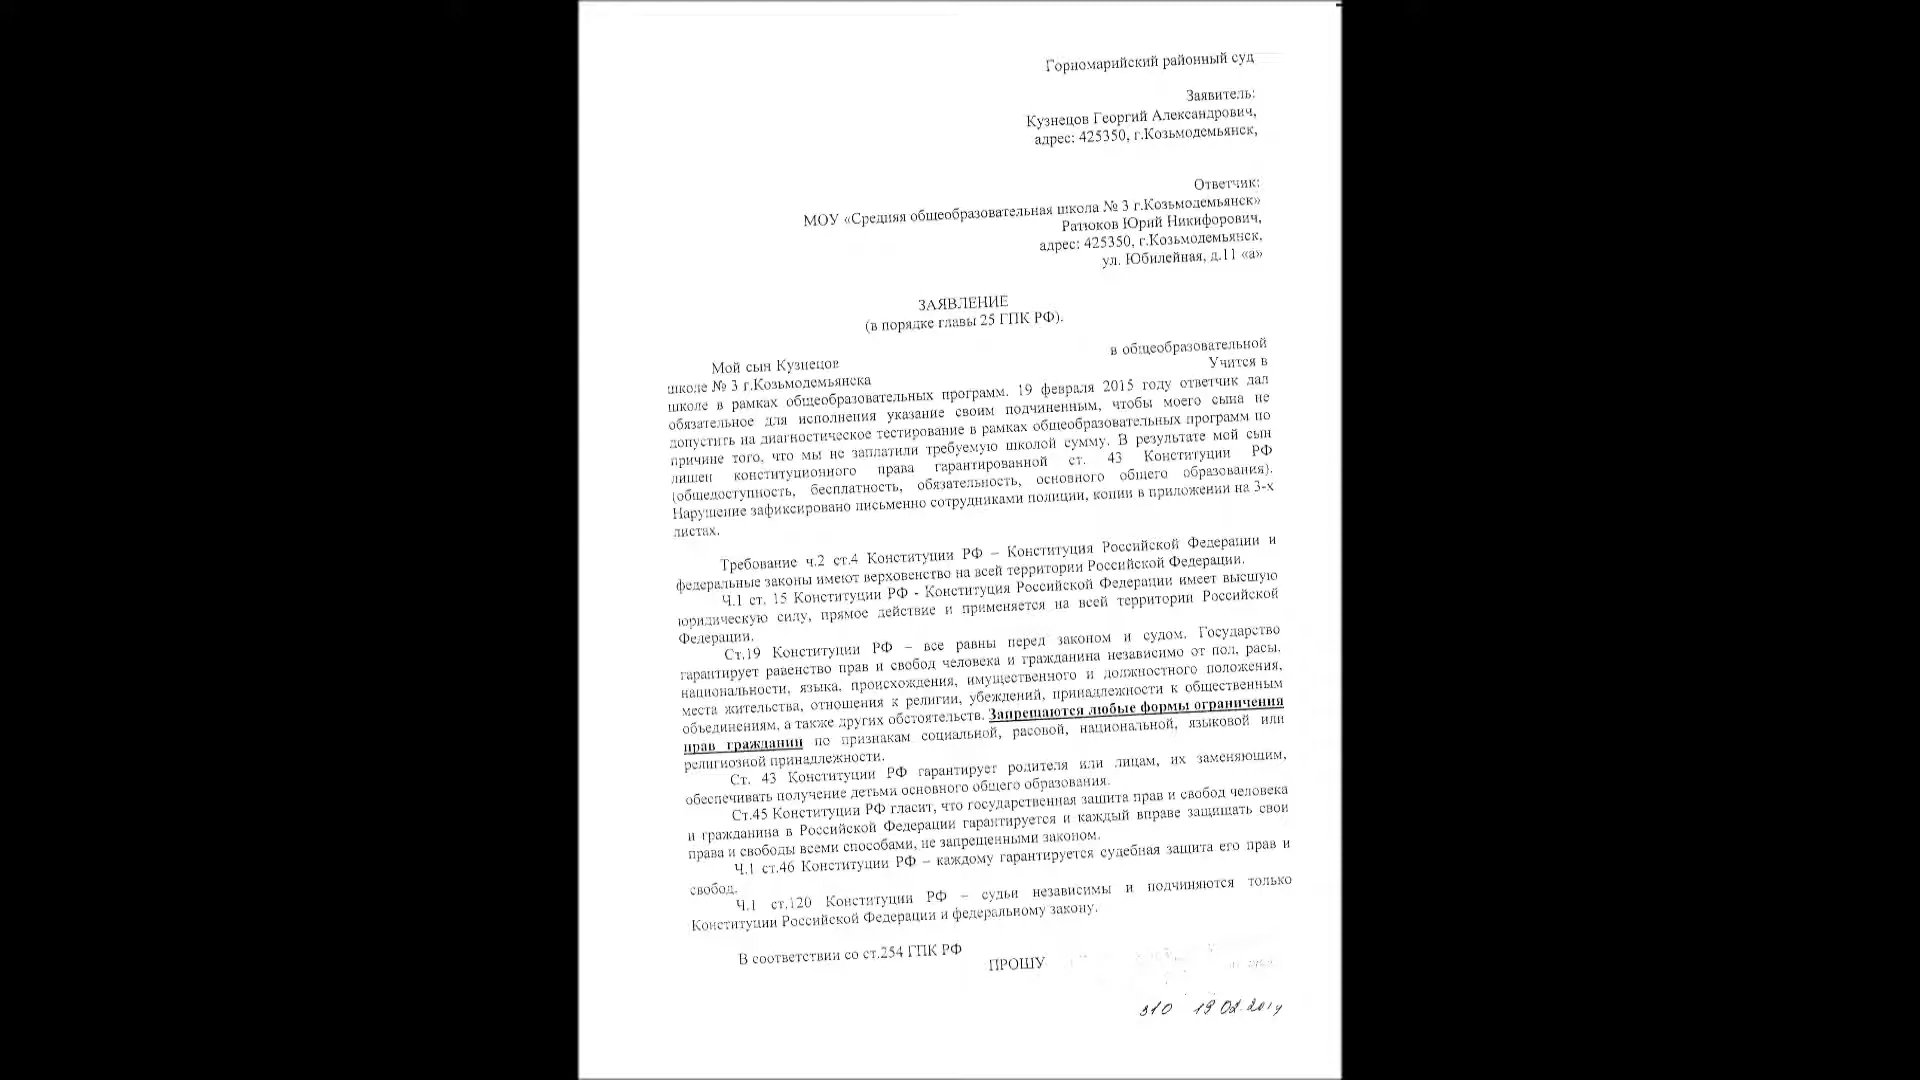 Горномарийский районный суд
Заявитель:
Кузнецов Георгий Александрович,
адрес: 425350, г.Козьмодемьянск,
Ответчик:
МОУ «Средняя общеобразовательная школа № 3 г.Козьмодемьянск»
Ратюков Юрий Никифорович,
адрес: 425350, г.Козьмодемьянск,
ул. Юбилейная, д.11 «а»
ЗАЯВЛЕНИЕ
(в порядке главы 25 ГПК РФ).
Мой сын Кузнецов в общеобразовательной
школе № 3 г.Козьмодемьянска Учится в
школе в рамках общеобразовательных программ. 19 февраля 2015 году ответчик дал
обязательное для исполнения указание своим подчиненным, чтобы моего сына не
допустить на диагностическое тестирование в рамках общеобразовательных программ по
причине того, что мы не заплатили требуемую школой сумму. В результате мой сын
лишен конституционного права гарантированной ст. 43 Конституции РФ
(общедоступность, бесплатность, обязательность, основного общего образования).
Нарушение зафиксировано письменно сотрудниками полиции, копии в приложении на 3-х
листах.
Требование ч.2 ст.4 Конституции РФ – Конституция Российской Федерации и
федеральные законы имеют верховенство на всей территории Российской Федерации.
Ч.1 ст. 15 Конституции РФ - Конституция Российской Федерации имеет высшую
юридическую силу, прямое действие и применяется на всей территории Российской
Федерации.
Ст.19 Конституции РФ – все равны перед законом и судом. Государство
гарантирует равенство прав и свобод человека и гражданина независимо от пол, расы,
национальности, языка, происхождения, имущественного и должностного положения,
места жительства, отношения к религии, убеждений, принадлежности к общественным
объединениям, а также других обстоятельств. Запрещаются любые формы ограничения
прав граждании по признакам социальной, расовой, национальной, языковой или
религиозной принадлежности.
Ст. 43 Конституции РФ гарантирует родителя или лицам, их заменяющим,
обеспечивать получение детьми основного общего образования.
Ст.45 Конституции РФ гласит, что государственная защита прав и свобод человека
и гражданина в Российской Федерации гарантируется и каждый вправе защищать свои
права и свободы всеми способами, не запрещенными законом.
Ч.1 ст.46 Конституции РФ – каждому гарантируется судебная защита его прав и
свобод.
Ч.1 ст.120 Конституции РФ – судьи независимы и подчиняются только
Конституции Российской Федерации и федеральному закону.
В соответствии со ст.254 ГПК РФ
ПРОШУ
310 19.02.